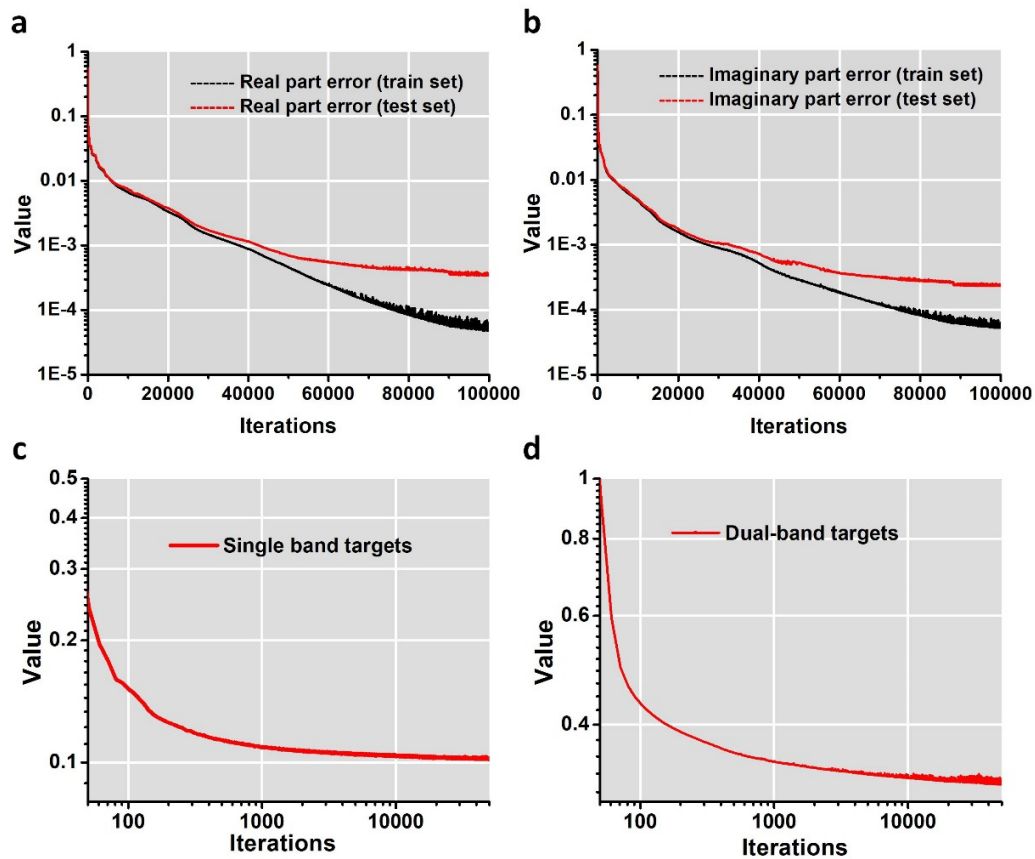 a
1
0.1
0.01
1E-3
1E-4
1E-5
Value
Real part error (train set)
Real part error (test set)
0 20000 40000 60000 80000 100000
Iterations
b
1
0.1
0.01
1E-3
1E-4
1E-5
Value
Imaginary part error (train set)
Imaginary part error (test set)
0 20000 40000 60000 80000 100000
Iterations
c
0.5
0.4
0.3
0.2
0.1
Value
Single band targets
100 1000 10000
Iterations
d
1
0.8
0.6
0.4
Value
Dual-band targets
100 1000 10000
Iterations